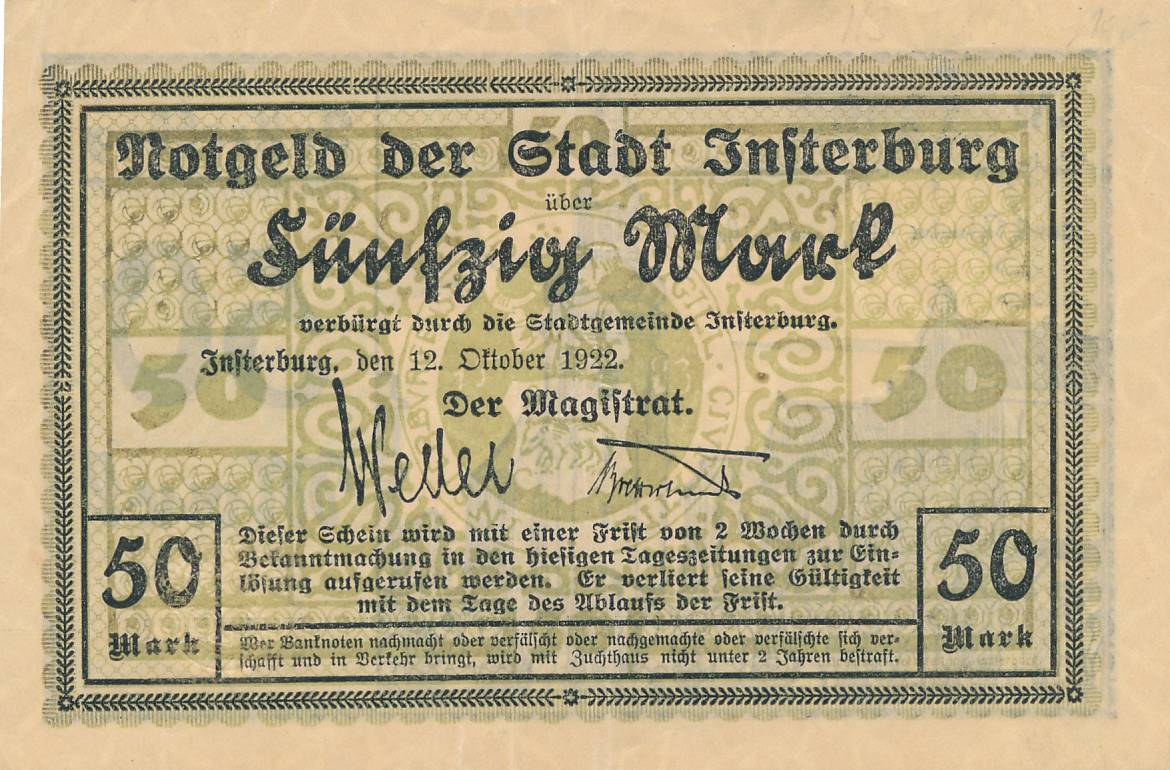 50
Notgeld der Stadt Insterburg
über
Fünfzig Mark
verbürgt durch die Stadtgemeinde Insterburg.
Insterburg, den 12. Oktober 1922.
50
50
Der Magistrat.
Dieser Schein wird mit einer Frist von 2 Wochen durch
Bekanntmachung in den hiesigen Tageszeitungen zur Ein-
lösung aufgerufen werden. Er verliert seine Gültigkeit
mit dem Tage des Ablaufs der Frist.
50
Mark
50
Mark
Wer Banknoten nachmacht oder verfälscht oder nachgemachte oder verfälschte sich ver-
schafft und in Verkehr bringt, wird mit Zuchthaus nicht unter 2 Jahren bestraft.